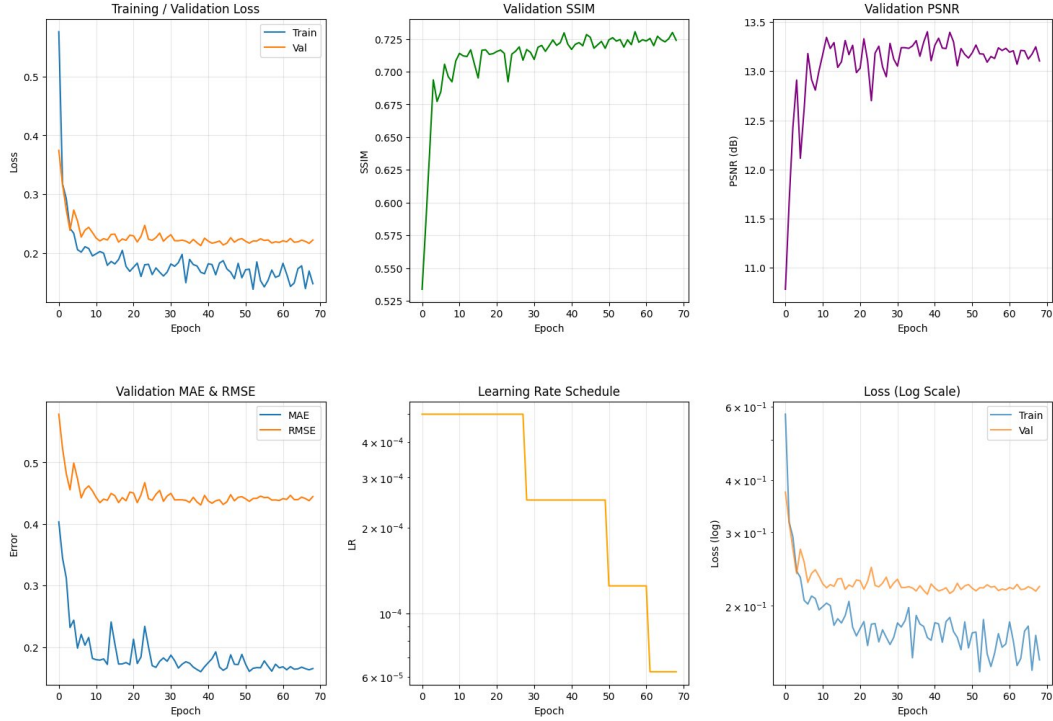 Training / Validation Loss
Train
Val
0.5
0.4
0.3
0.2
Loss
0 10 20 30 40 50 60 70
Epoch
Validation SSIM
0.725
0.700
0.675
0.650
0.625
0.600
0.575
0.550
0.525
SSIM
0 10 20 30 40 50 60 70
Epoch
Validation PSNR
13.5
13.0
12.5
12.0
11.5
11.0
PSNR (dB)
0 10 20 30 40 50 60 70
Epoch
Validation MAE & RMSE
MAE
RMSE
0.5
0.4
0.3
0.2
Error
0 10 20 30 40 50 60 70
Epoch
Learning Rate Schedule
4 × 10⁻⁴
3 × 10⁻⁴
2 × 10⁻⁴
10⁻⁴
6 × 10⁻⁵
LR
0 10 20 30 40 50 60 70
Epoch
Loss (Log Scale)
Train
Val
6 × 10⁻¹
4 × 10⁻¹
3 × 10⁻¹
2 × 10⁻¹
Loss (log)
0 10 20 30 40 50 60 70
Epoch